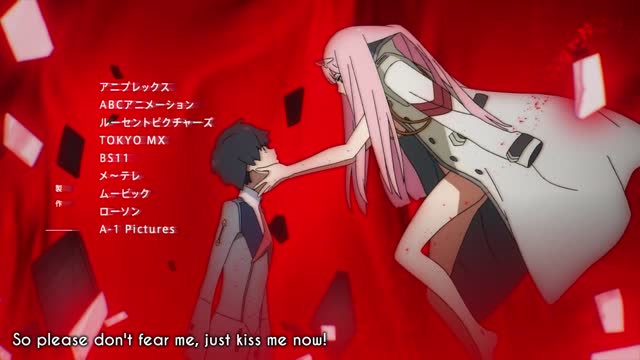 アニプレックス
ABCアニメーション
ルーセントピクチャーズ
TOKYO MX
BS11
メ～テレ
ムービック
ローソン
A-1 Pictures
製作
So please don't fear me, just kiss me now!